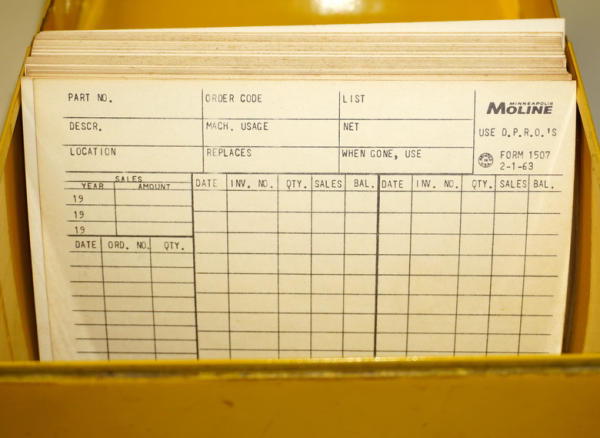 PART NO. ORDER CODE LIST
MINNEAPOLIS
MOLINE
DESCR. MACH. USAGE NET USE D.P.R.O.'S
LOCATION REPLACES WHEN GONE, USE FORM 1507
2-1-63
SALES
YEAR AMOUNT DATE INV. NO. QTY. SALES BAL. DATE INV. NO. QTY. SALES BAL.
19
19
19
DATE ORD. NO. QTY.